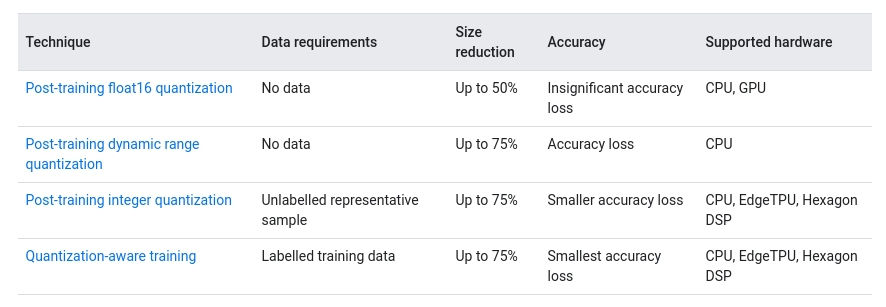 Technique Data requirements Size reduction Accuracy Supported hardware
Post-training float16 quantization No data Up to 50% Insignificant accuracy loss CPU, GPU
Post-training dynamic range quantization No data Up to 75% Accuracy loss CPU
Post-training integer quantization Unlabelled representative sample Up to 75% Smaller accuracy loss CPU, EdgeTPU, Hexagon DSP
Quantization-aware training Labelled training data Up to 75% Smallest accuracy loss CPU, EdgeTPU, Hexagon DSP